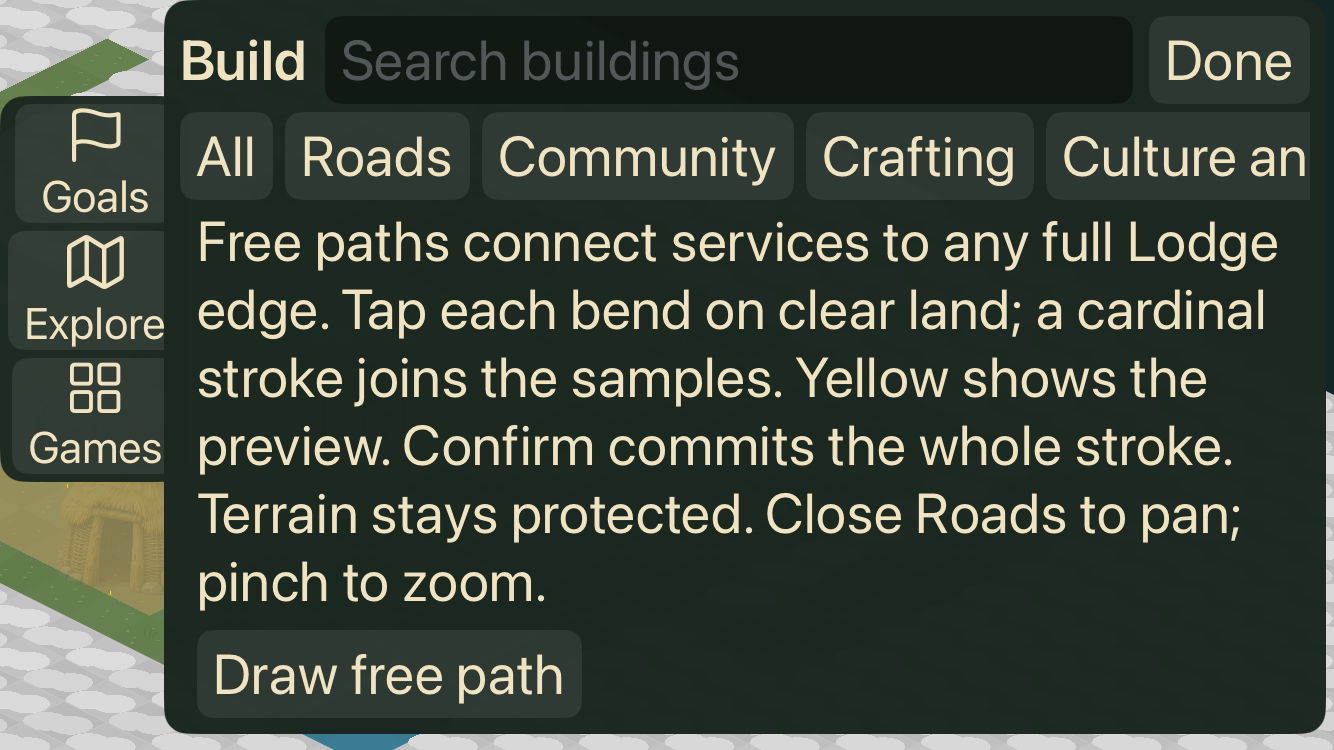 Build
Search buildings
Done
All
Roads
Community
Crafting
Culture an
Goals
Explore
Games
Free paths connect services to any full Lodge
edge. Tap each bend on clear land; a cardinal
stroke joins the samples. Yellow shows the
preview. Confirm commits the whole stroke.
Terrain stays protected. Close Roads to pan;
pinch to zoom.
Draw free path